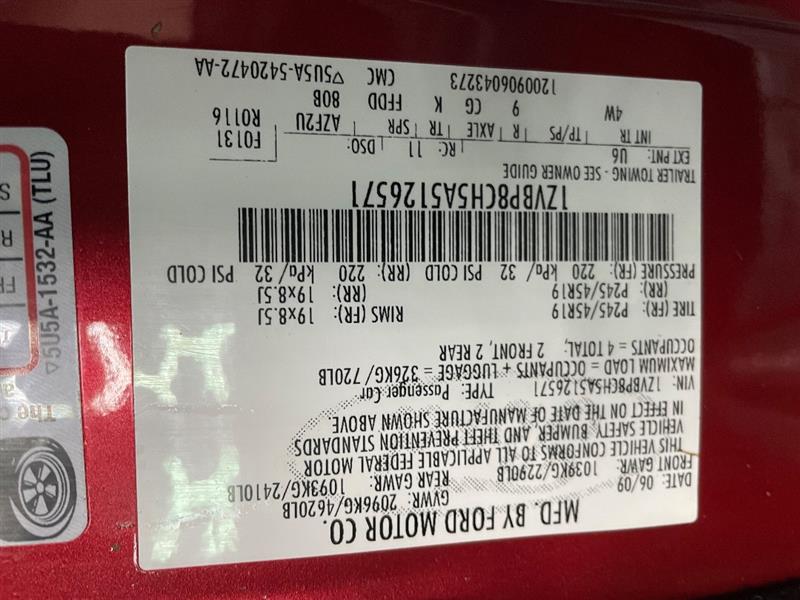 MFD. BY FORD MOTOR CO.
DATE: 06/09
GVWR: 2096KG/4620LB
FRONT GAWR: 1039KG/2290LB
REAR GAWR: 1093KG/2410LB
THIS VEHICLE CONFORMS TO ALL APPLICABLE FEDERAL MOTOR
VEHICLE SAFETY, BUMPER, AND THEFT PREVENTION STANDARDS
IN EFFECT ON THE DATE OF MANUFACTURE SHOWN ABOVE.
VIN: 1ZVBP8CH5A5126571 TYPE: Passenger Car
MAXIMUM LOAD = OCCUPANTS + LUGGAGE = 326KG/720LB
OCCUPANTS = 4 TOTAL; 2 FRONT, 2 REAR
TIRE (FR): P245/45R19 RIMS (FR): 19x8.5J
(RR): P245/45R19 (RR): 19x8.5J
PRESSURE (FR): 220 kPa/ 32 PSI COLD (RR): 220 kPa/ 32 PSI COLD
1ZVBP8CH5A5126571
TRAILER TOWING - SEE OWNER GUIDE
EXT PNT: U6 RC: 11 DSO: F0131
R0116
INT TR TP/PS R AXLE TR SPR AZF2U
4W 9 CG K FFDD 80B
1200906043273 CMC ▽5U5A-5420472-AA
▽5U5A-1532-AA (TLU)
The c